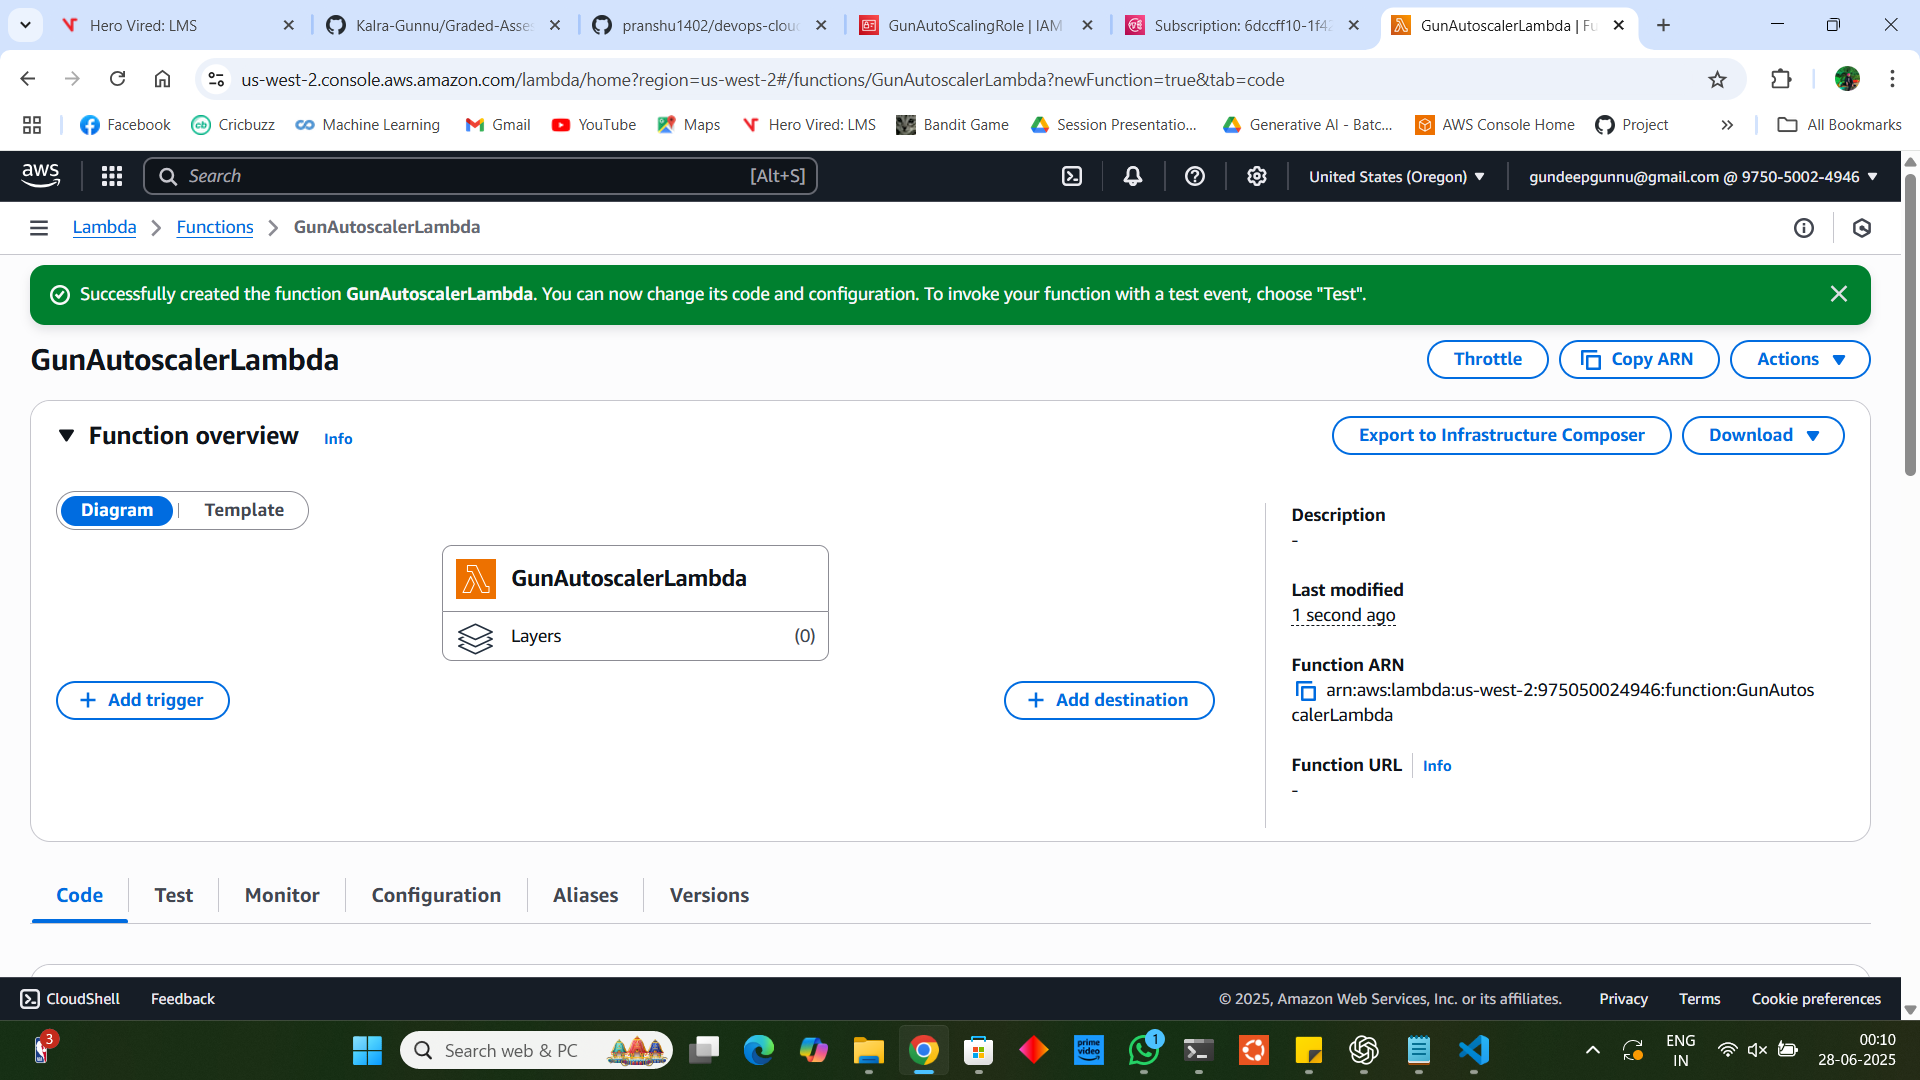 Hero Vired: LMS
Kalra-Gunnu/Graded-Asses
pranshu1402/devops-clou
GunAutoScalingRole | IAM
Subscription: 6dccff10-1f42
GunAutoscalerLambda | Fu
us-west-2.console.aws.amazon.com/lambda/home?region=us-west-2#/functions/GunAutoscalerLambda?newFunction=true&tab=code
Facebook
Cricbuzz
Machine Learning
Gmail
YouTube
Maps
Hero Vired: LMS
Bandit Game
Session Presentatio...
Generative AI - Batc...
AWS Console Home
Project
All Bookmarks
aws
Search
[Alt+S]
United States (Oregon)
gundeepgunnu@gmail.com @ 9750-5002-4946
Lambda
Functions
GunAutoscalerLambda
Successfully created the function GunAutoscalerLambda. You can now change its code and configuration. To invoke your function with a test event, choose "Test".
GunAutoscalerLambda
Throttle
Copy ARN
Actions
Function overview
Info
Export to Infrastructure Composer
Download
Diagram
Template
GunAutoscalerLambda
Layers
(0)
Add trigger
Add destination
Description
-
Last modified
1 second ago
Function ARN
arn:aws:lambda:us-west-2:975050024946:function:GunAutos
calerLambda
Function URL
Info
-
Code
Test
Monitor
Configuration
Aliases
Versions
CloudShell
Feedback
© 2025, Amazon Web Services, Inc. or its affiliates.
Privacy
Terms
Cookie preferences
3
Search web & PC
prime video
1
ENG
IN
00:10
28-06-2025